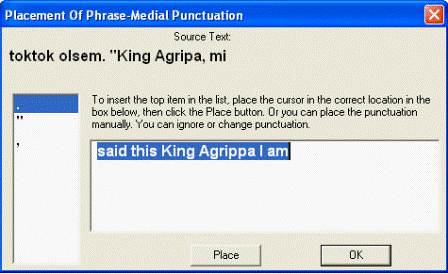 Placement Of Phrase-Medial Punctuation
Source Text:
toktok olsem. "King Agripa, mi
.
"
,
To insert the top item in the list, place the cursor in the correct location in the
box below, then click the Place button. Or you can place the punctuation
manually. You can ignore or change punctuation.
said this King Agrippa I am
Place
OK